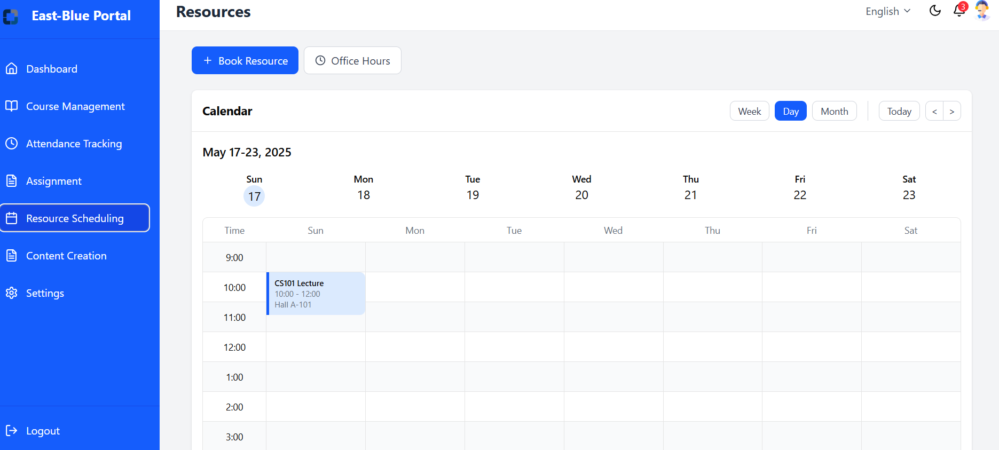 East-Blue Portal
Dashboard
Course Management
Attendance Tracking
Assignment
Resource Scheduling
Content Creation
Settings
Logout
Resources
English
3
+ Book Resource
Office Hours
Calendar
Week Day Month Today < >
May 17-23, 2025
Sun Mon Tue Wed Thu Fri Sat
17 18 19 20 21 22 23
Time Sun Mon Tue Wed Thu Fri Sat
9:00
10:00
CS101 Lecture
10:00 - 12:00
Hall A-101
11:00
12:00
1:00
2:00
3:00